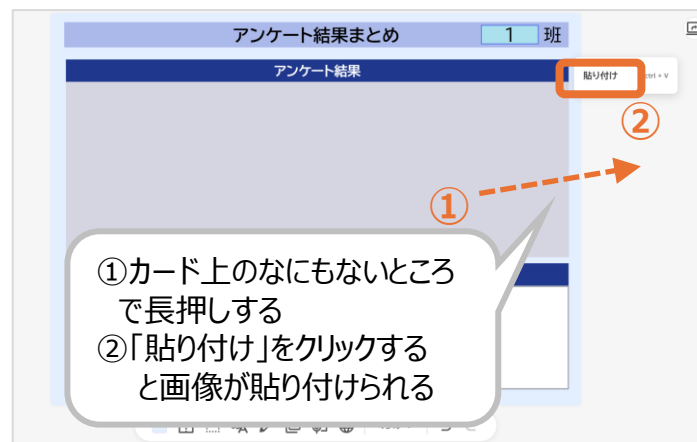 アンケート結果まとめ 1 班
アンケート結果
貼り付け ctrl + V
②
①
①カード上のなにもないところ
で長押しする
②「貼り付け」をクリックする
と画像が貼り付けられる